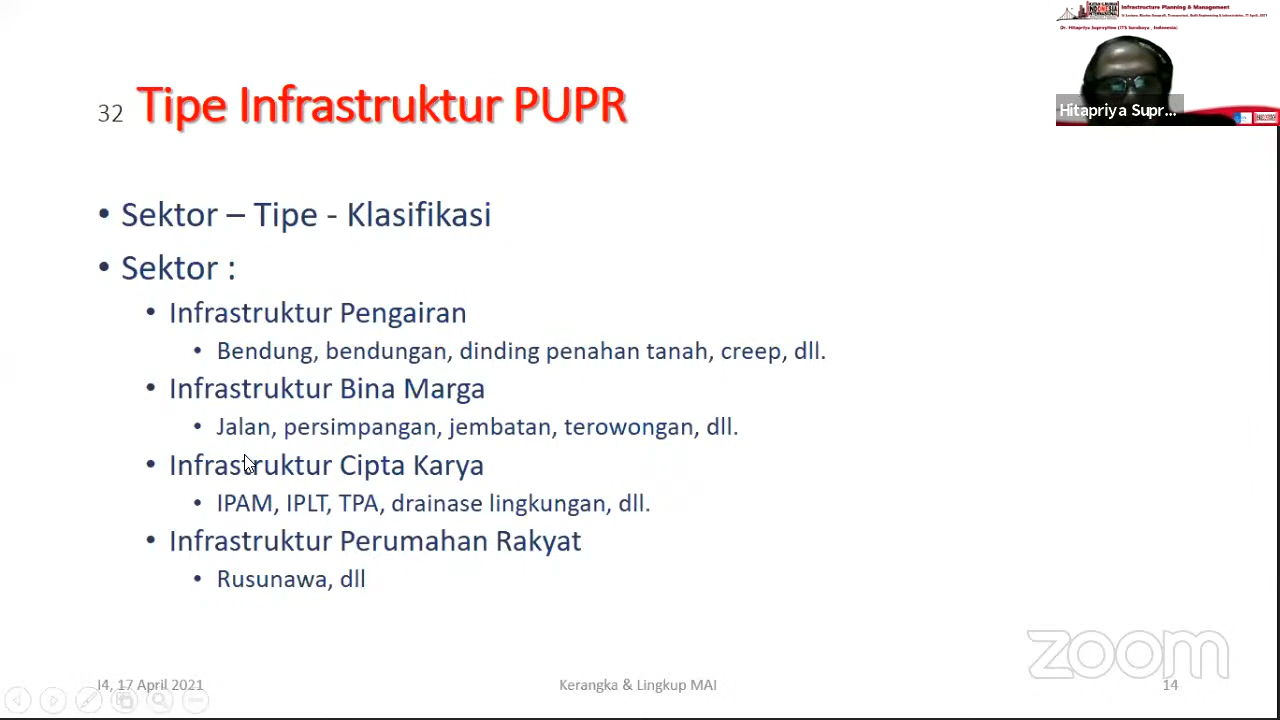 Infrastructure Planning & Management
Hitapriya Supr...
32 Tipe Infrastruktur PUPR
• Sektor – Tipe - Klasifikasi
• Sektor :
• Infrastruktur Pengairan
• Bendung, bendungan, dinding penahan tanah, creep, dll.
• Infrastruktur Bina Marga
• Jalan, persimpangan, jembatan, terowongan, dll.
• Infrastruktur Cipta Karya
• IPAM, IPLT, TPA, drainase lingkungan, dll.
• Infrastruktur Perumahan Rakyat
• Rusunawa, dll
zoom
I4, 17 April 2021
Kerangka & Lingkup MAI
14